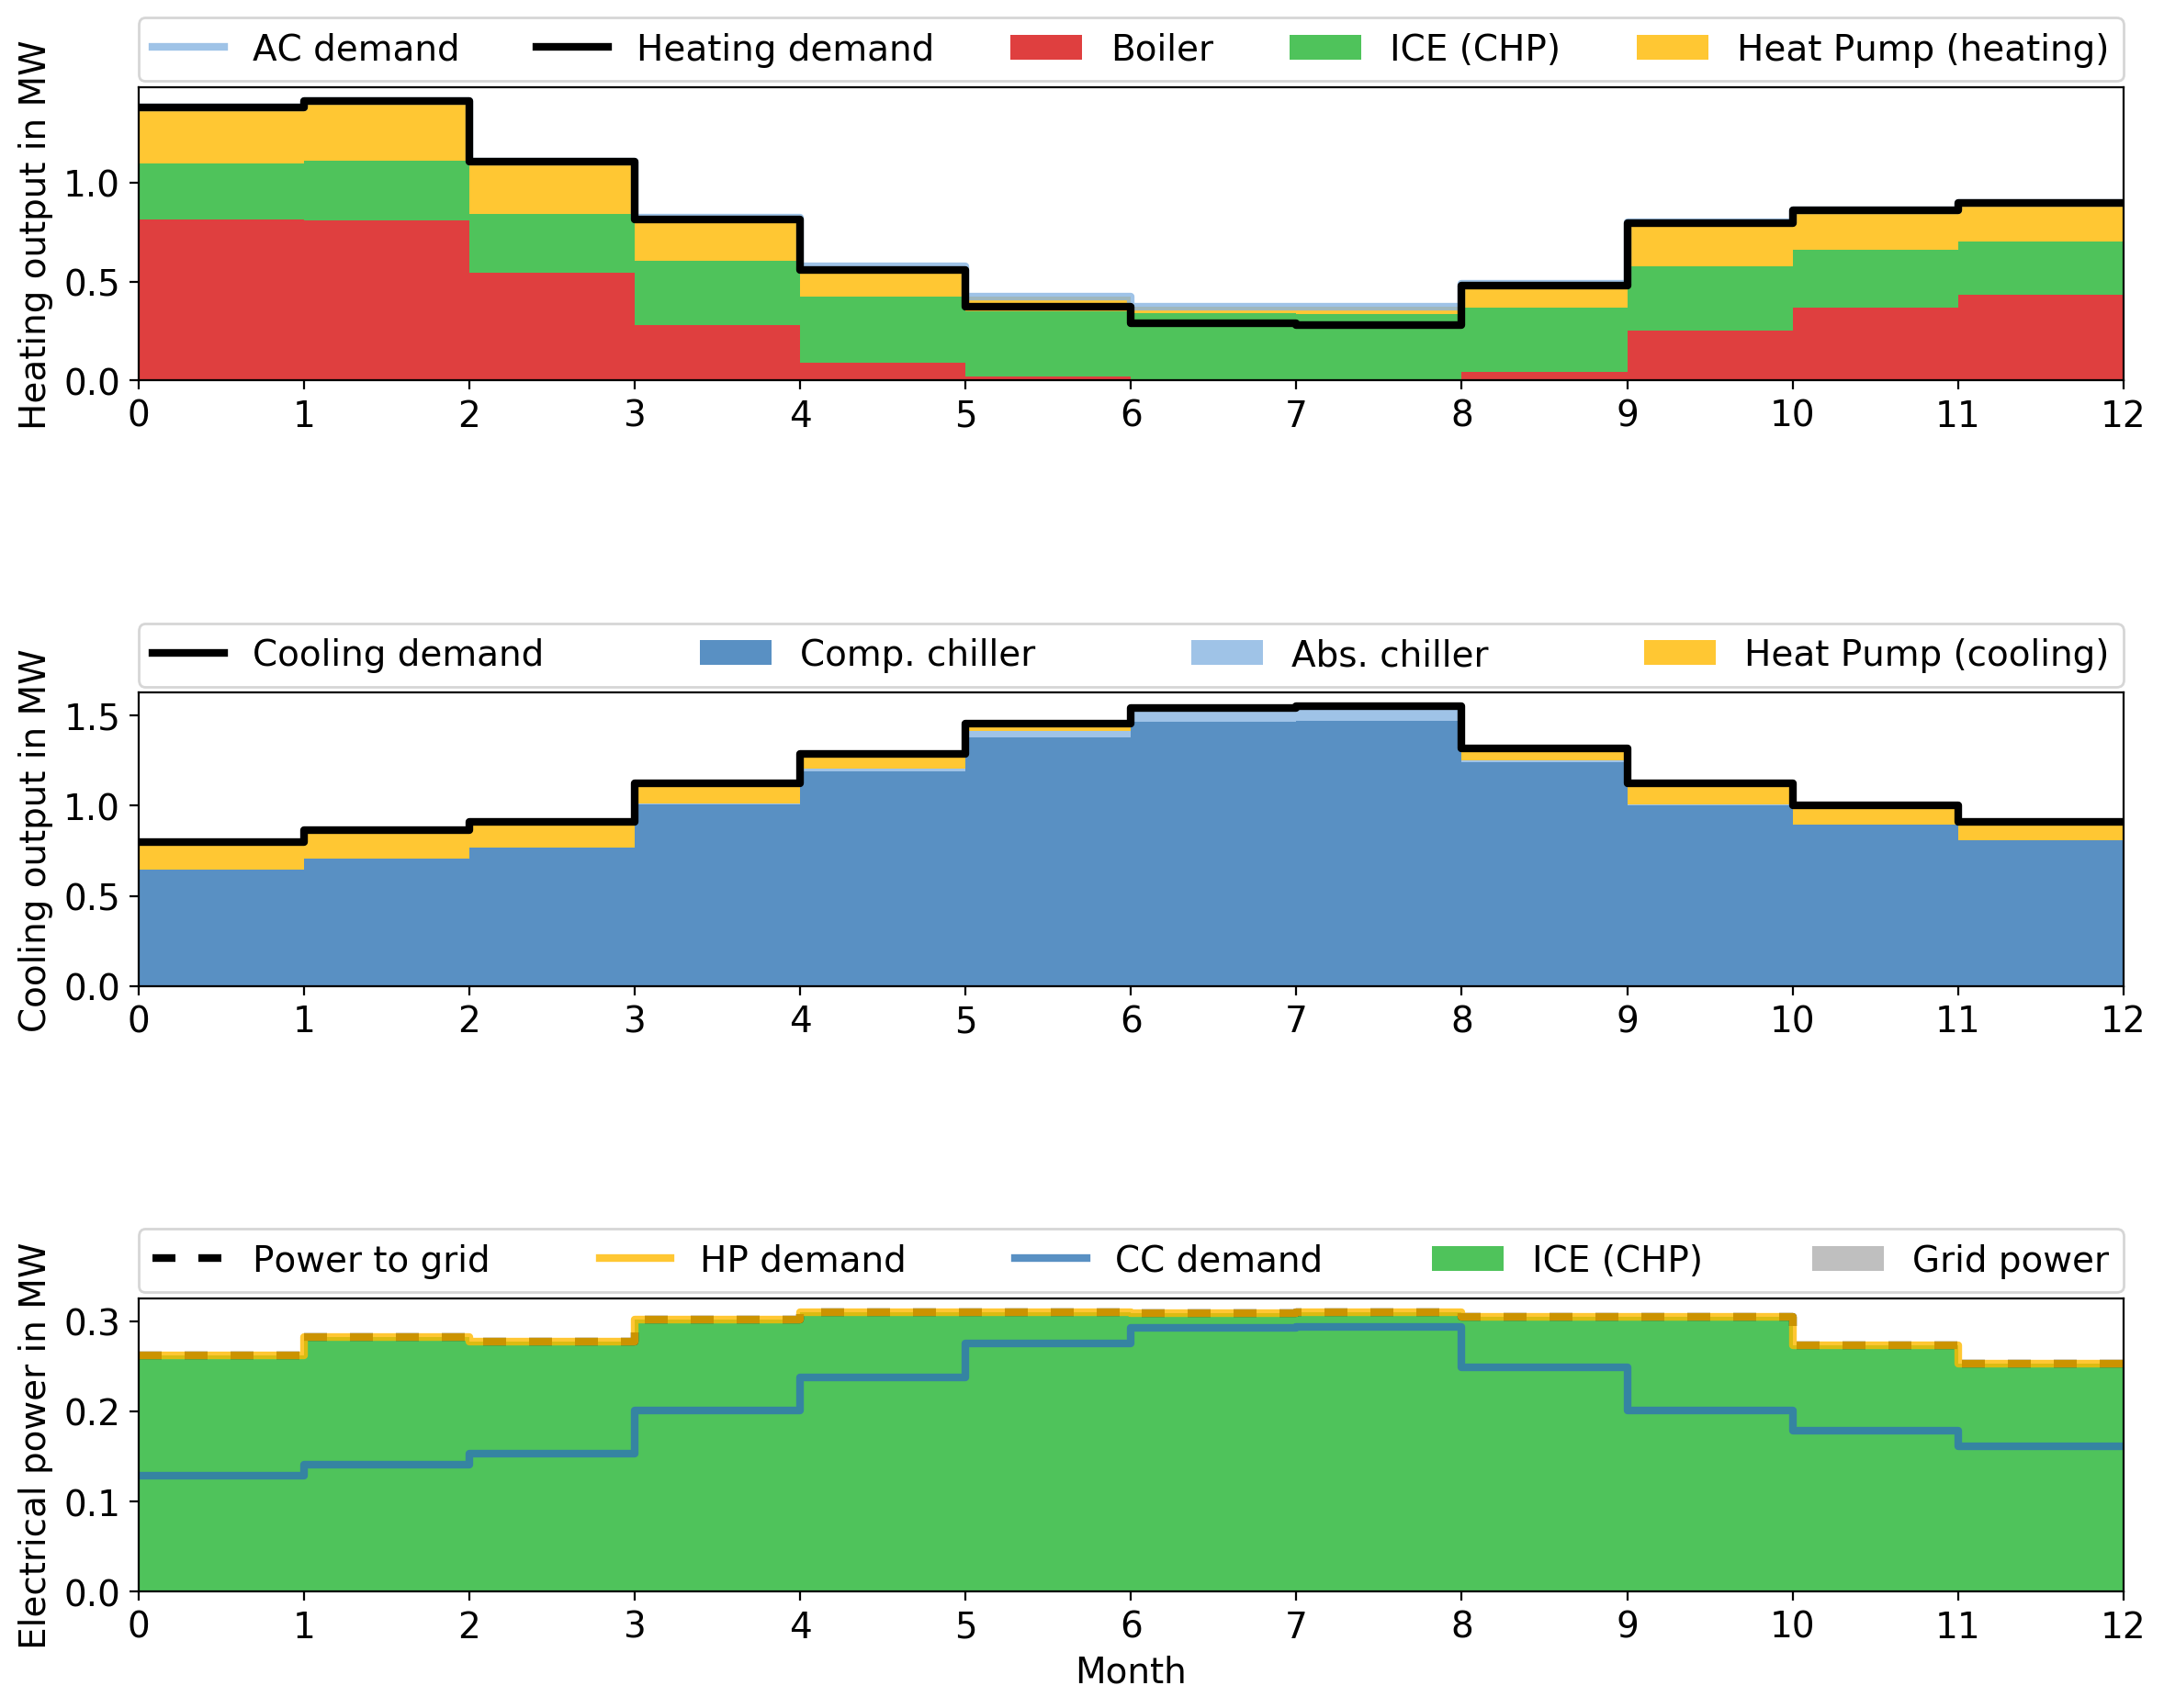 AC demand Heating demand Boiler ICE (CHP) Heat Pump (heating)
Heating output in MW
1.0
0.5
0.0
0 1 2 3 4 5 6 7 8 9 10 11 12
Cooling demand Comp. chiller Abs. chiller Heat Pump (cooling)
Cooling output in MW
1.5
1.0
0.5
0.0
0 1 2 3 4 5 6 7 8 9 10 11 12
Power to grid HP demand CC demand ICE (CHP) Grid power
Electrical power in MW
0.3
0.2
0.1
0.0
0 1 2 3 4 5 6 7 8 9 10 11 12
Month